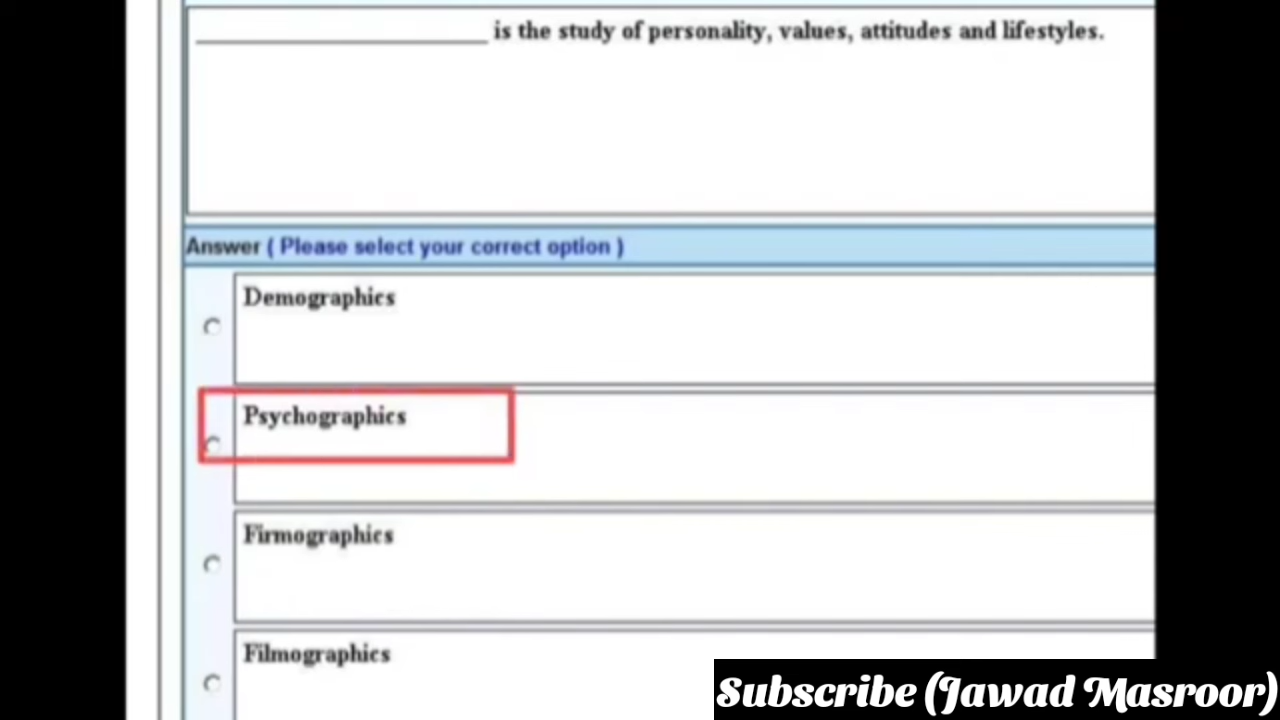 _________________________ is the study of personality, values, attitudes and lifestyles.
Answer ( Please select your correct option )
Demographics
Psychographics
Firmographics
Filmographics
Subscribe (Jawad Masroor)